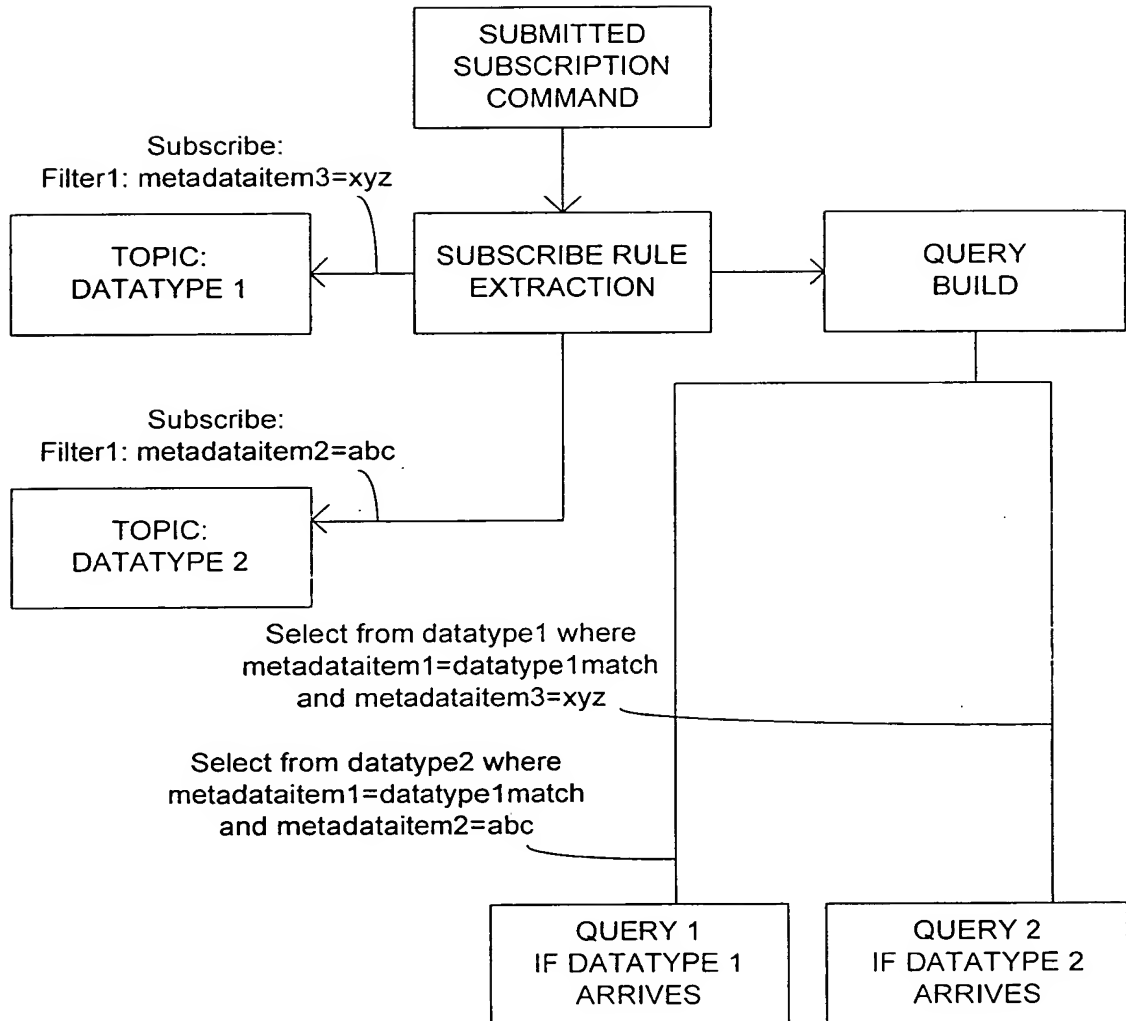 SUBMITTED
SUBSCRIPTION
COMMAND
Subscribe:
Filter1: metadataitem3=xyz
TOPIC:
DATATYPE 1
SUBSCRIBE RULE
EXTRACTION
QUERY
BUILD
Subscribe:
Filter1: metadataitem2=abc
TOPIC:
DATATYPE 2
Select from datatype1 where
metadataitem1=datatype1match
and metadataitem3=xyz
Select from datatype2 where
metadataitem1=datatype1match
and metadataitem2=abc
QUERY 1
IF DATATYPE 1
ARRIVES
QUERY 2
IF DATATYPE 2
ARRIVES